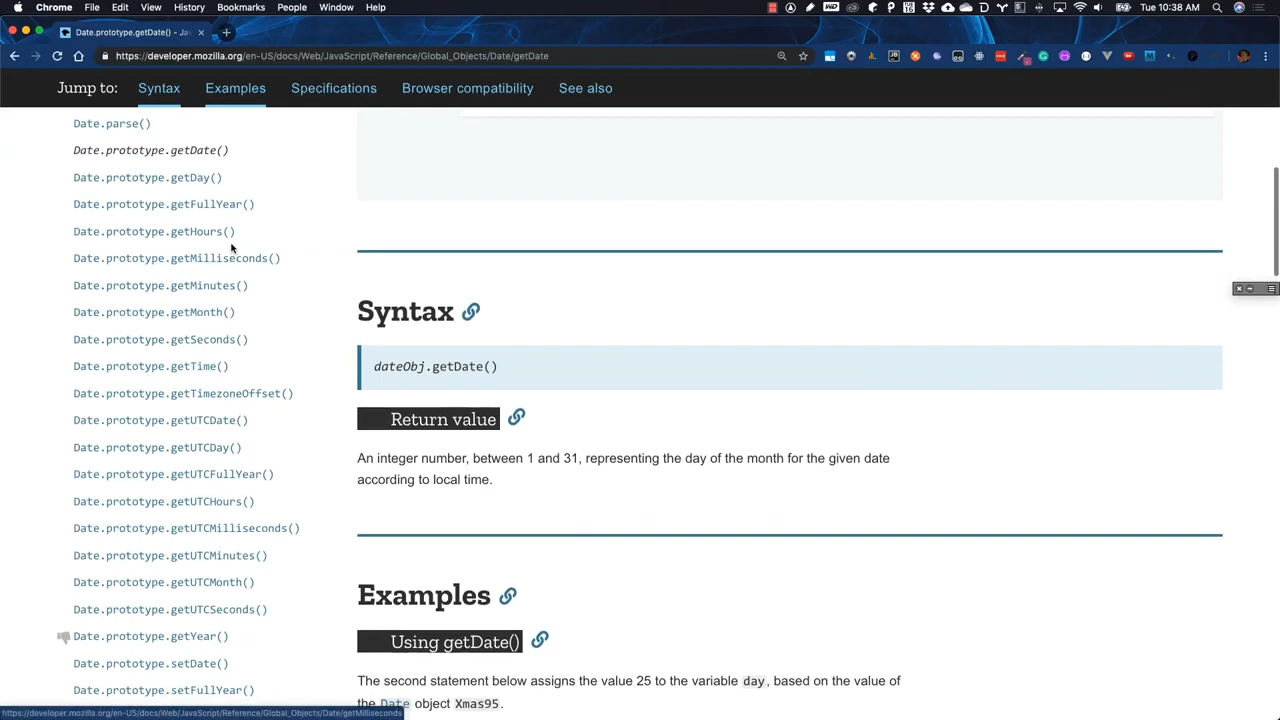 Chrome File Edit View History Bookmarks People Window Help
Tue 10:38 AM
Date.prototype.getDate() - Jav
https://developer.mozilla.org/en-US/docs/Web/JavaScript/Reference/Global_Objects/Date/getDate
Jump to: Syntax Examples Specifications Browser compatibility See also
Date.parse()
Date.prototype.getDate()
Date.prototype.getDay()
Date.prototype.getFullYear()
Date.prototype.getHours()
Date.prototype.getMilliseconds()
Date.prototype.getMinutes()
Date.prototype.getMonth()
Date.prototype.getSeconds()
Date.prototype.getTime()
Date.prototype.getTimezoneOffset()
Date.prototype.getUTCDate()
Date.prototype.getUTCDay()
Date.prototype.getUTCFullYear()
Date.prototype.getUTCHours()
Date.prototype.getUTCMilliseconds()
Date.prototype.getUTCMinutes()
Date.prototype.getUTCMonth()
Date.prototype.getUTCSeconds()
Date.prototype.getYear()
Date.prototype.setDate()
Date.prototype.setFullYear()
Syntax
dateObj.getDate()
Return value
An integer number, between 1 and 31, representing the day of the month for the given date
according to local time.
Examples
Using getDate()
The second statement below assigns the value 25 to the variable day, based on the value of
the Date object Xmas95.
https://developer.mozilla.org/en-US/docs/Web/JavaScript/Reference/Global_Objects/Date/getMilliseconds